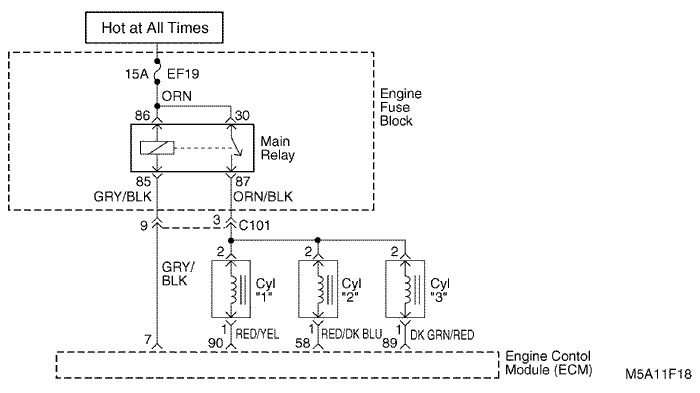 Hot at All Times
15A EF19
ORN
Engine
Fuse
Block
86 30
Main
Relay
85 87
GRY/BLK ORN/BLK
9 3 C101
2 2 2
GRY/
BLK
Cyl
"1"
Cyl
"2"
Cyl
"3"
1 RED/YEL 1 RED/DK BLU 1 DK GRN/RED
7 90 58 89
Engine Contol
Module (ECM)
M5A11F18